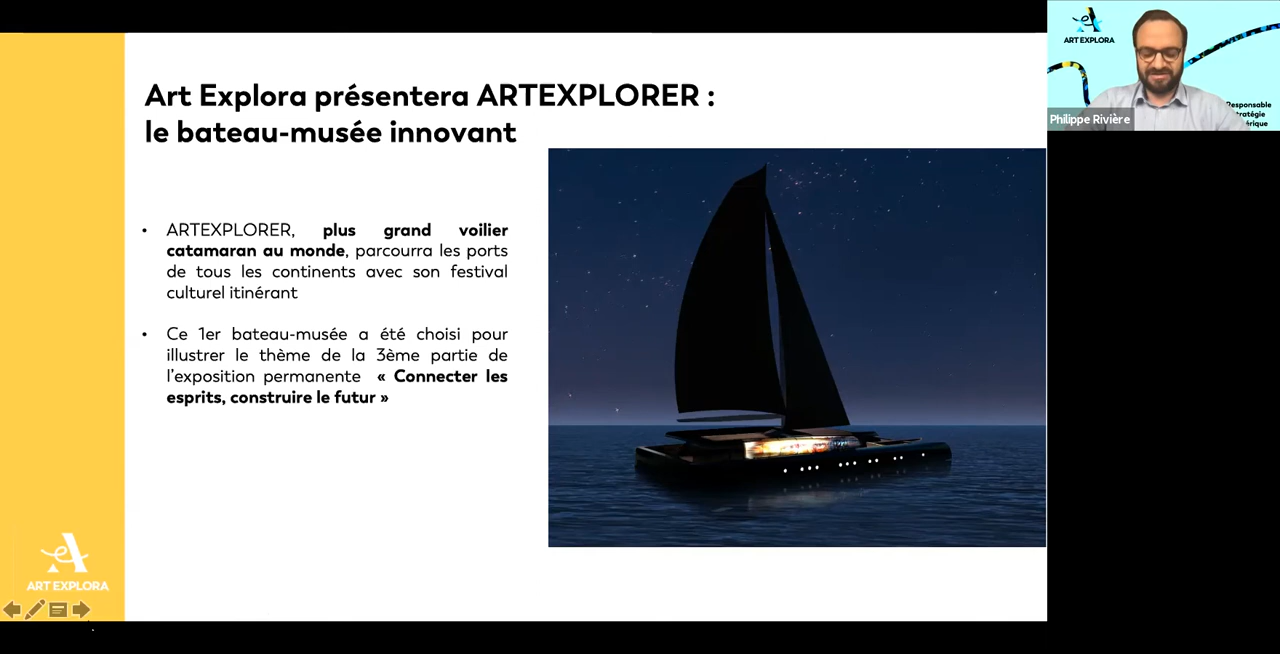 Art Explora présentera ARTEXPLORER :
le bateau-musée innovant
• ARTEXPLORER, plus grand voilier
catamaran au monde, parcourra les ports
de tous les continents avec son festival
culturel itinérant
• Ce 1er bateau-musée a été choisi pour
illustrer le thème de la 3ème partie de
l'exposition permanente « Connecter les
esprits, construire le futur »
ART EXPLORA
ART EXPLORA
Responsable
Philippe Rivière